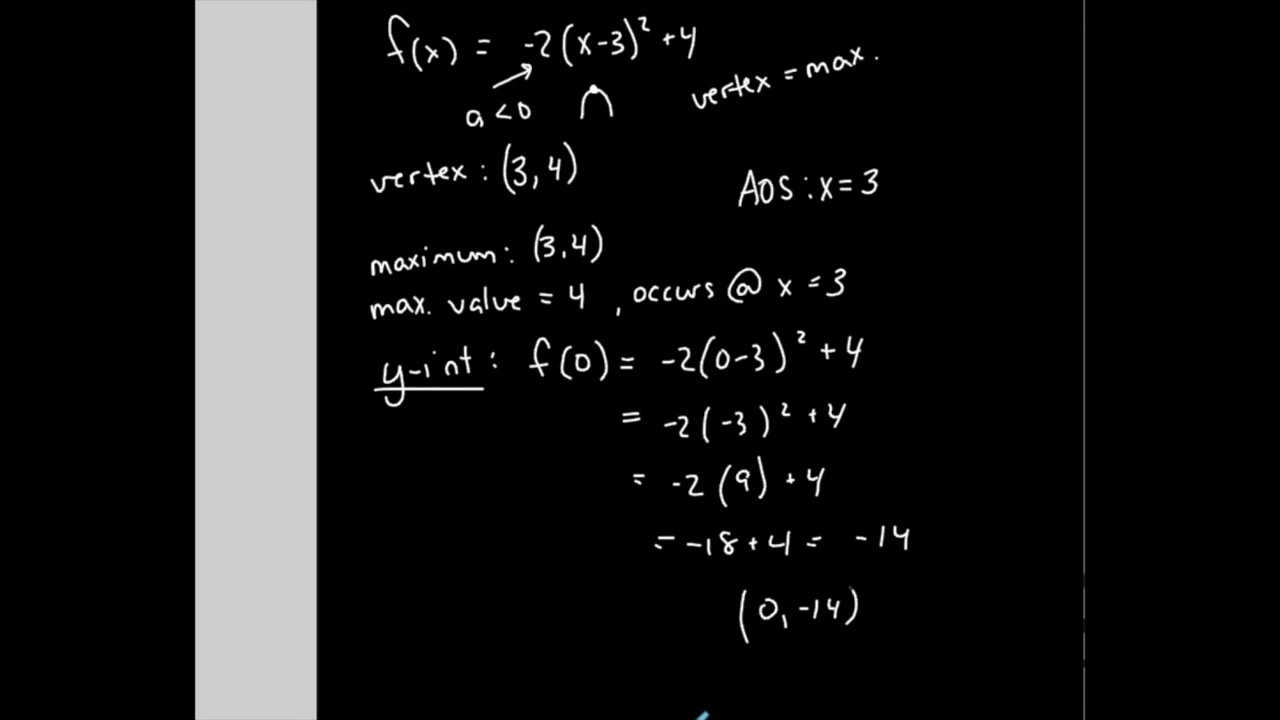 f(x) = -2(x-3)² +4
a <0
vertex = max.
vertex : (3, 4)
AOS : x = 3
maximum : (3,4)
max. value = 4 , occurs @ x = 3
y-int : f(0) = -2(0-3)² + 4
= -2(-3)² +4
= -2(9) +4
= -18 + 4 = -14
(0, -14)